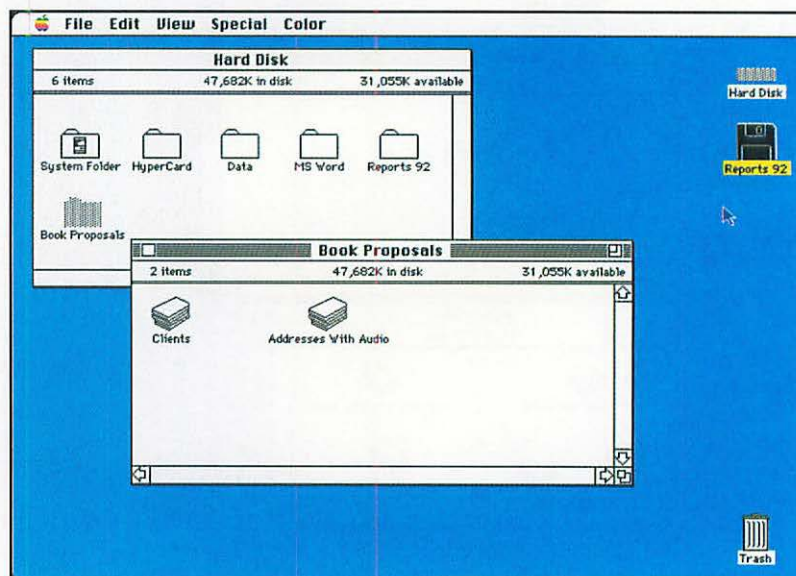 File Edit View Special Color
Hard Disk
6 items 47,682K in disk 31,055K available
System Folder HyperCard Data MS Word Reports 92
Book Proposals
Book Proposals
2 items 47,682K in disk 31,055K available
Clients Addresses With Audio
Hard Disk
Reports 92
Trash